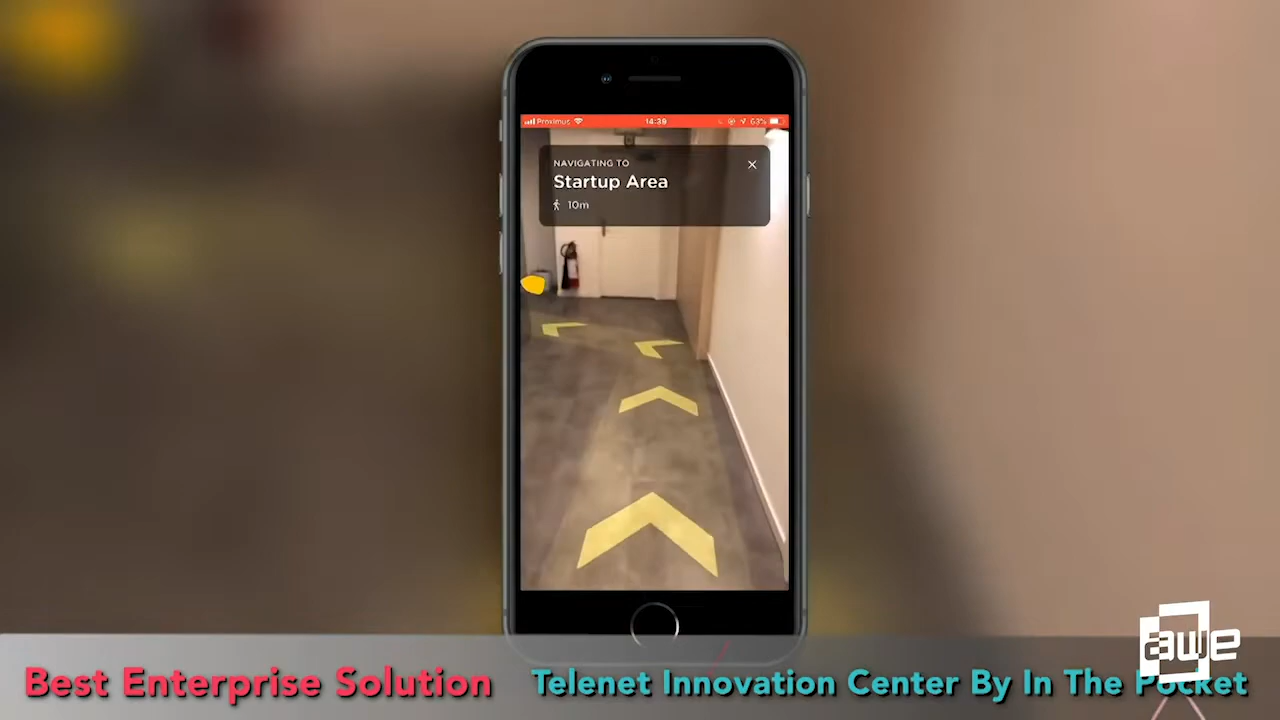 Proximus 14:39 63%
NAVIGATING TO
Startup Area
10m
Best Enterprise Solution
Telenet Innovation Center By In The Pocket
awe